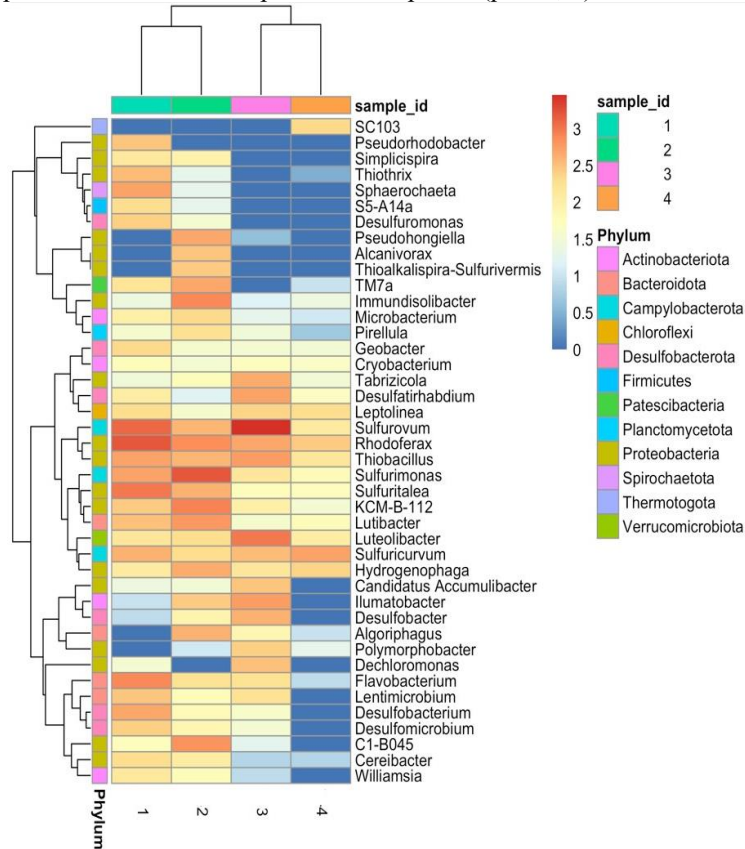 sample_id
SC103
Pseudorhodobacter
Simplicispira
Thiothrix
Sphaerochaeta
S5-A14a
Desulfuromonas
Pseudohongiella
Alcanivorax
Thioalkalispira-Sulfurivermis
TM7a
Immundisolibacter
Microbacterium
Pirellula
Geobacter
Cryobacterium
Tabrizicola
Desulfatirhabdium
Leptolinea
Sulfurovum
Rhodoferax
Thiobacillus
Sulfurimonas
Sulfuritalea
KCM-B-112
Lutibacter
Luteolibacter
Sulfuricurvum
Hydrogenophaga
Candidatus Accumulibacter
Ilumatobacter
Desulfobacter
Algoriphagus
Polymorphobacter
Dechloromonas
Flavobacterium
Lentimicrobium
Desulfobacterium
Desulfomicrobium
C1-B045
Cereibacter
Williamsia
Phylum
1
2
3
4
3
2.5
2
1.5
1
0.5
0
sample_id
1
2
3
4
Phylum
Actinobacteriota
Bacteroidota
Campylobacterota
Chloroflexi
Desulfobacterota
Firmicutes
Patescibacteria
Planctomycetota
Proteobacteria
Spirochaetota
Thermotogota
Verrucomicrobiota